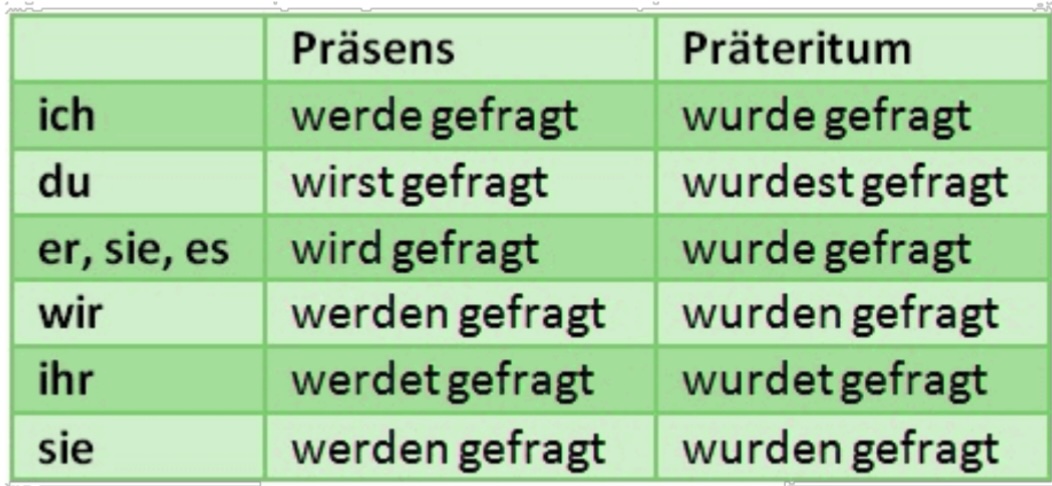 Präsens Präteritum
ich werde gefragt wurde gefragt
du wirst gefragt wurdest gefragt
er, sie, es wird gefragt wurde gefragt
wir werden gefragt wurden gefragt
ihr werdet gefragt wurdet gefragt
sie werden gefragt wurden gefragt